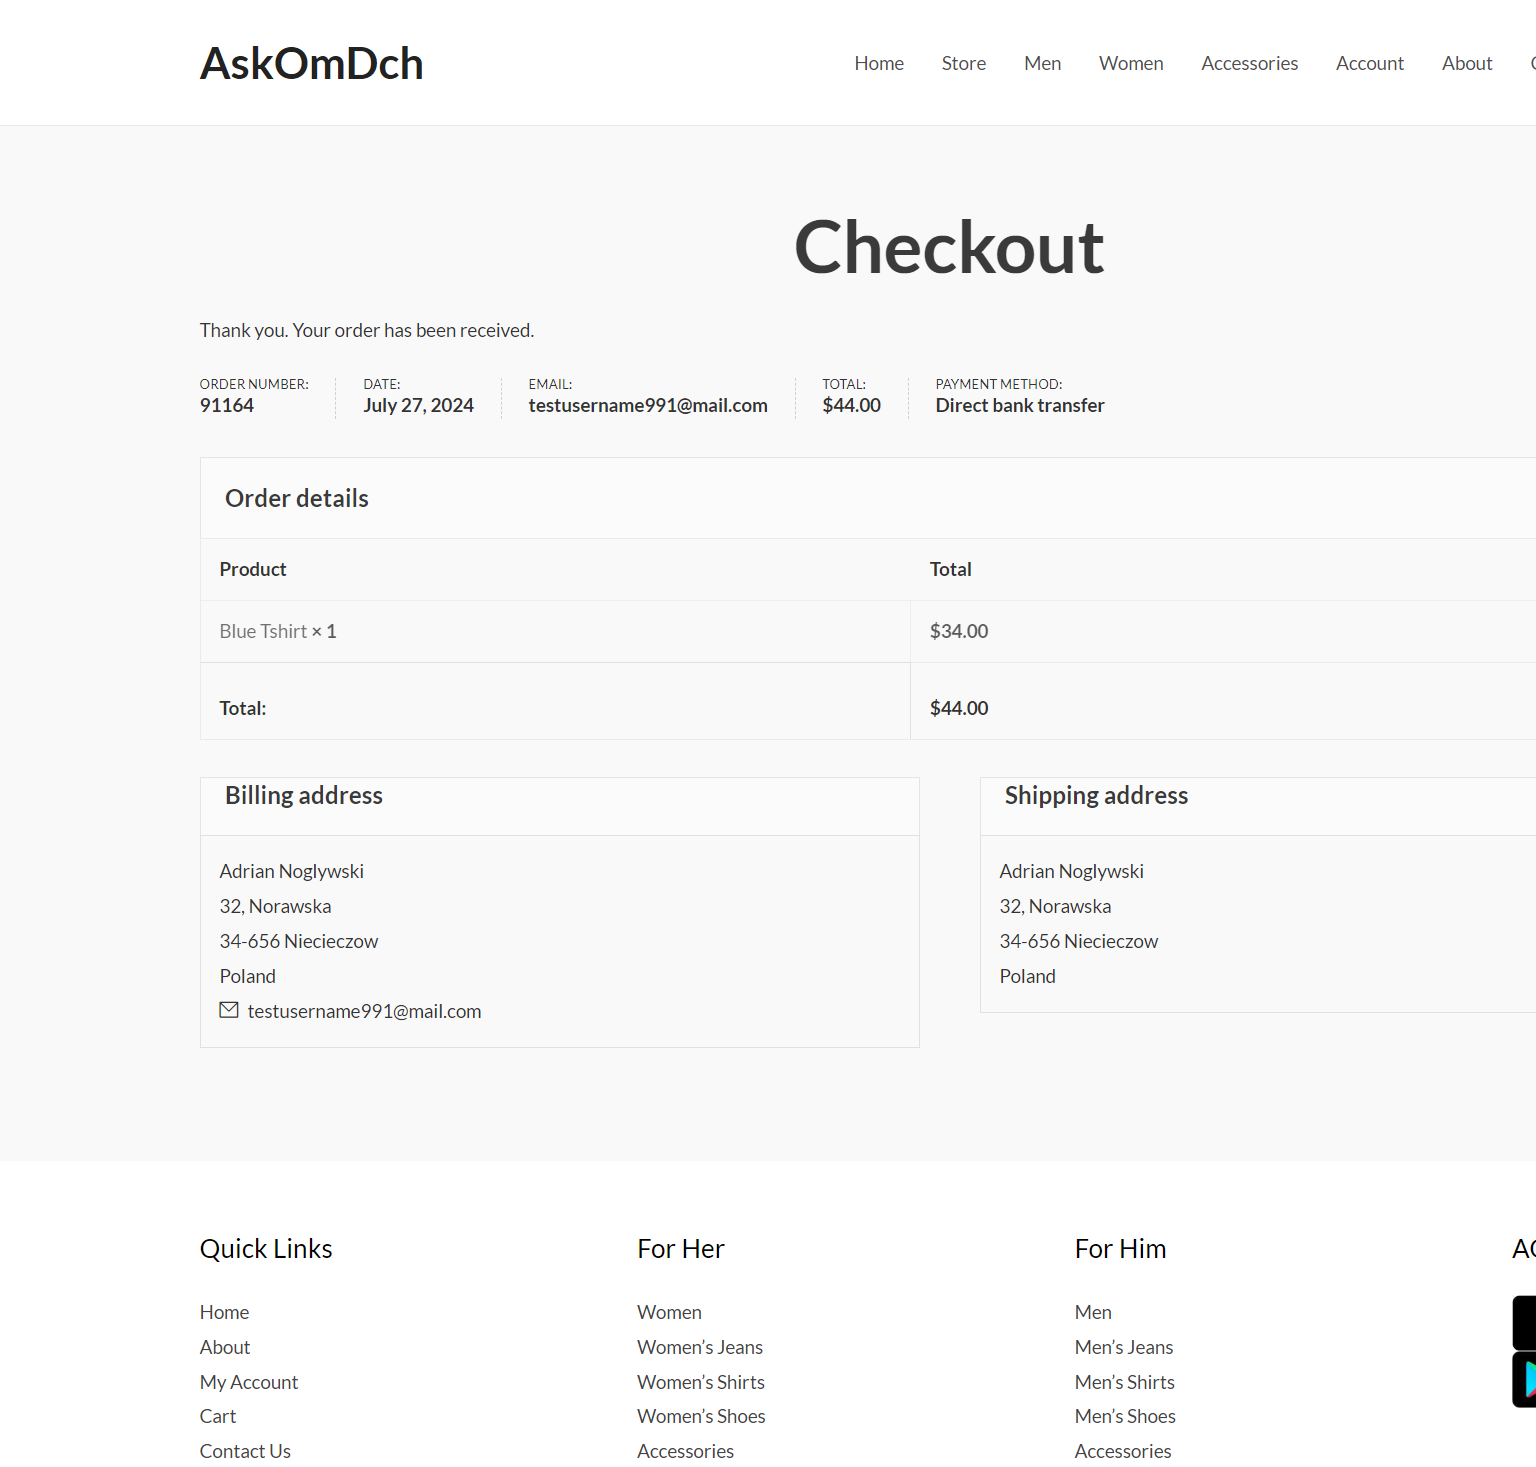 AskOmDch
Home Store Men Women Accessories Account About
Checkout
Thank you. Your order has been received.
ORDER NUMBER: DATE: EMAIL: TOTAL: PAYMENT METHOD:
91164 July 27, 2024 testusername991@mail.com $44.00 Direct bank transfer
Order details
Product Total
Blue Tshirt × 1 $34.00
Total: $44.00
Billing address Shipping address
Adrian Noglywski Adrian Noglywski
32, Norawska 32, Norawska
34-656 Niecieczow 34-656 Niecieczow
Poland Poland
testusername991@mail.com
Quick Links For Her For Him
Home Women Men
About Women’s Jeans Men’s Jeans
My Account Women’s Shirts Men’s Shirts
Cart Women’s Shoes Men’s Shoes
Contact Us Accessories Accessories